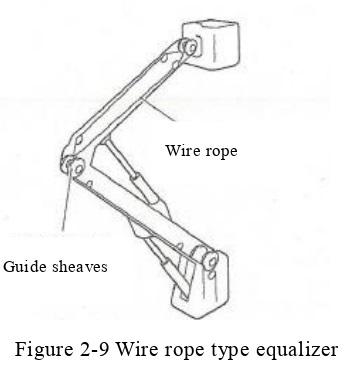 Wire rope
Guide sheaves
Figure 2-9 Wire rope type equalizer